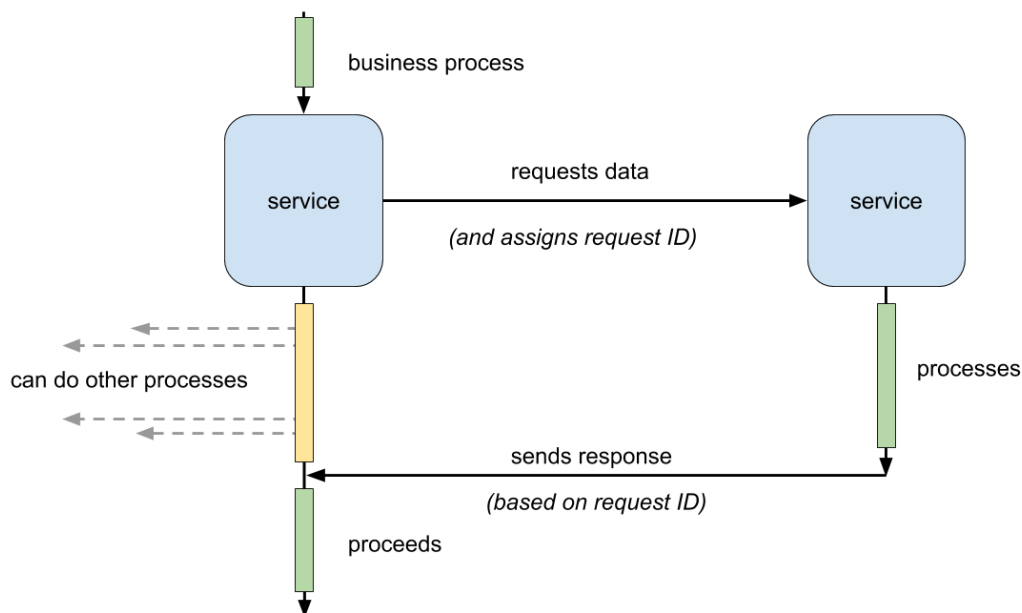 business process
requests data
service
service
(and assigns request ID)
can do other processes
processes
sends response
(based on request ID)
proceeds